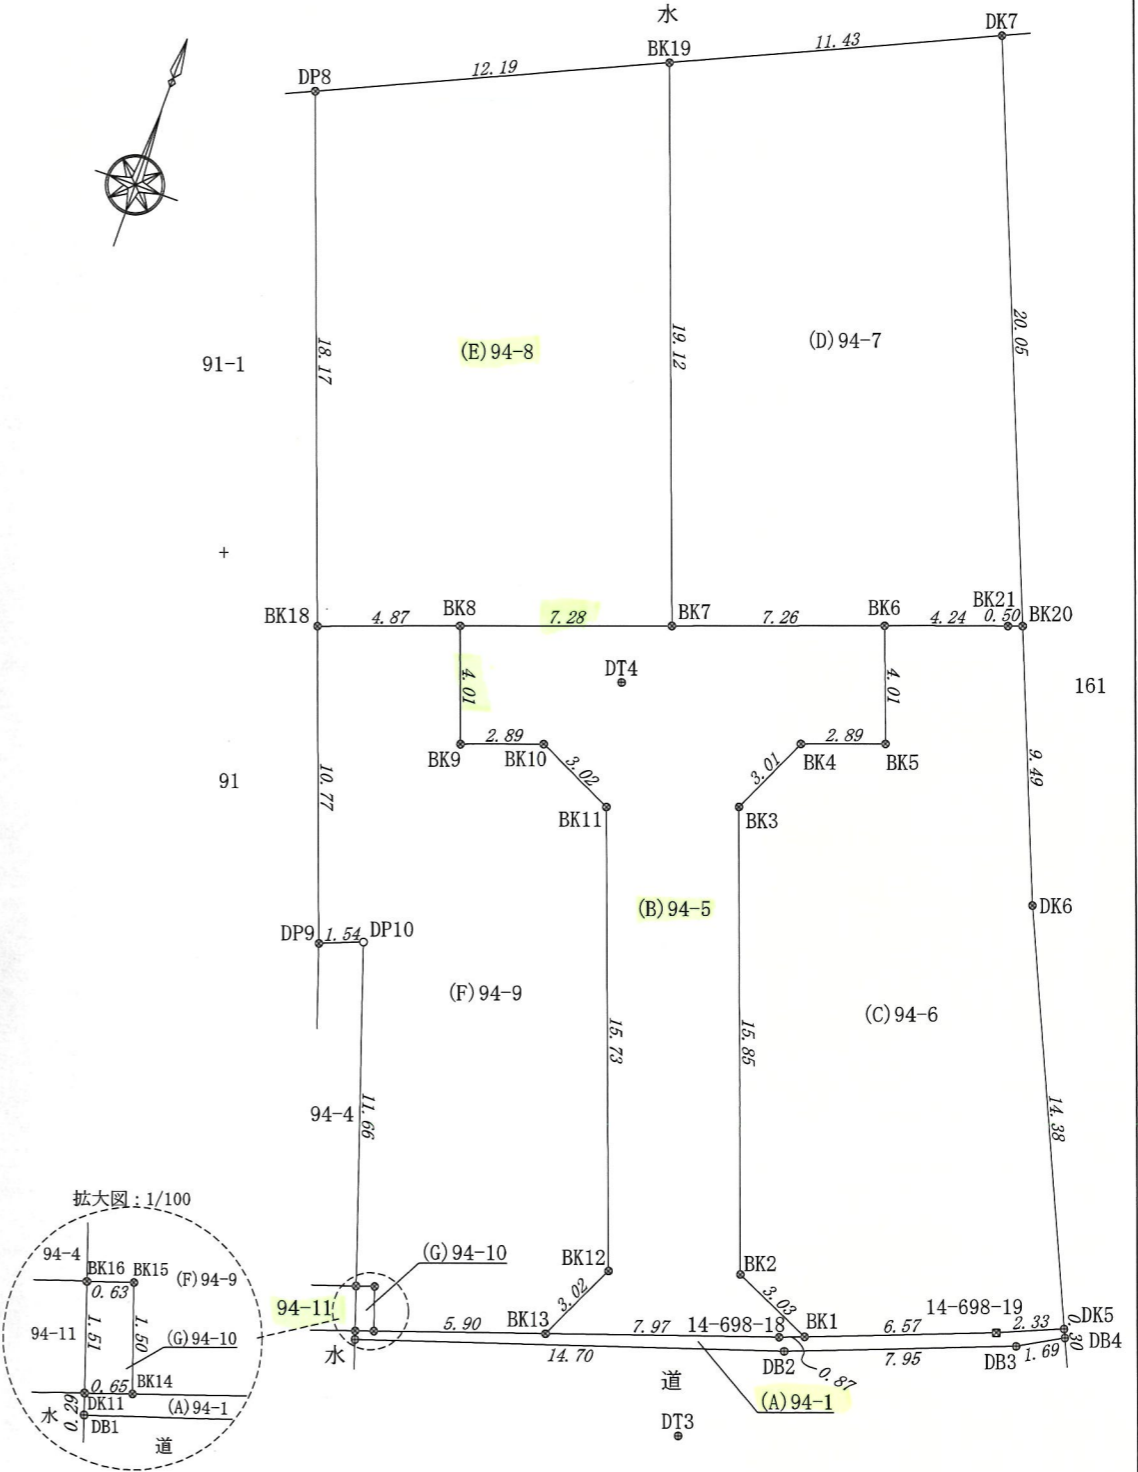 水
DK7
11.43
BK19
12.19
DP8
20.05
19.12
18.17
(D)94-7
(E)94-8
91-1
BK18
4.87
BK8
7.28
BK7
7.26
BK6
4.24
BK21
0.50
BK20
DT4
161
4.01
4.01
2.89
2.89
BK9
BK10
BK4
BK5
3.02
3.01
9.49
91
10.77
BK11
BK3
(B)94-5
DK6
DP9
1.54
DP10
(F)94-9
(C)94-6
15.73
15.85
94-4
11.66
14.38
拡大図:1/100
94-4
BK16
BK15
(F)94-9
0.63
94-11
1.51
1.50
(G)94-10
0.65
BK14
DK11
(A)94-1
0.29
水
DB1
道
(G)94-10
BK12
BK2
94-11
3.02
3.03
5.90
BK13
7.97
14-698-18
BK1
6.57
14-698-19
2.33
DK5
0.30
DB4
水
14.70
DB2
0.87
7.95
DB3
1.69
道
(A)94-1
DT3